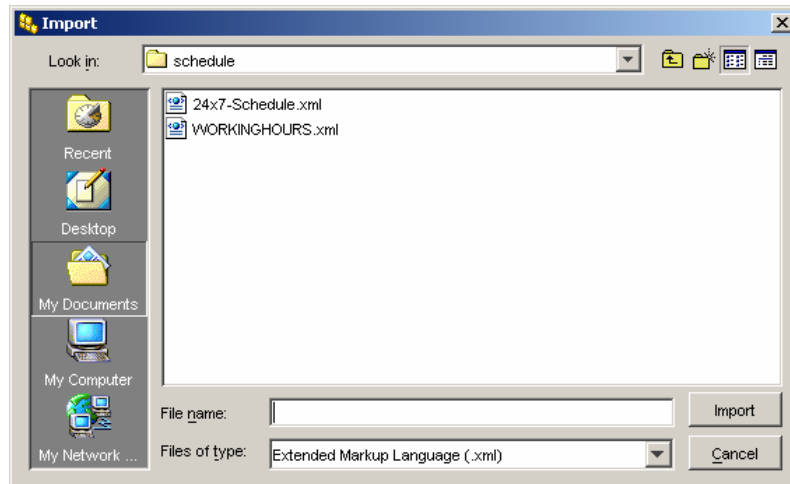 Import
Look in:
schedule
24x7-Schedule.xml
WORKINGHOURS.xml
Recent
Desktop
My Documents
My Computer
My Network ...
File name:
Import
Files of type:
Extended Markup Language (.xml)
Cancel